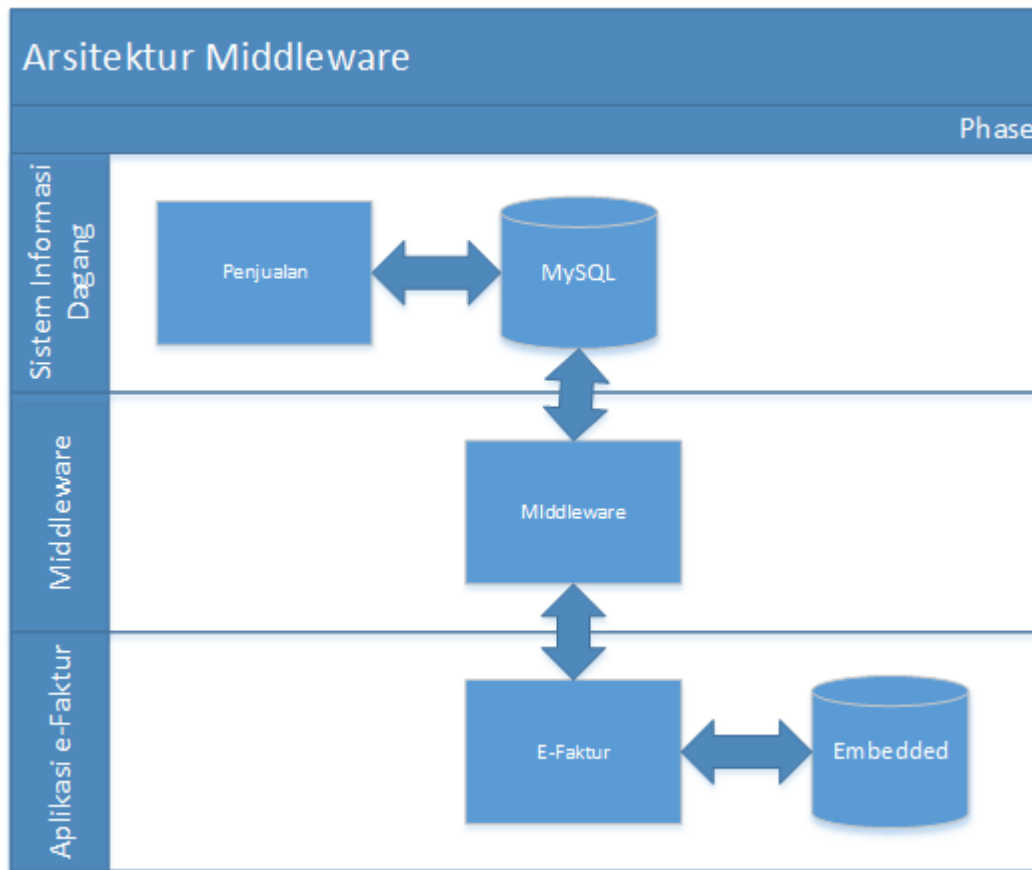 Arsitektur Middleware
Phase
Sistem Informasi
Dagang
Penjualan
MySQL
Middleware
MIddleware
Aplikasi e-Faktur
E-Faktur
Embedded